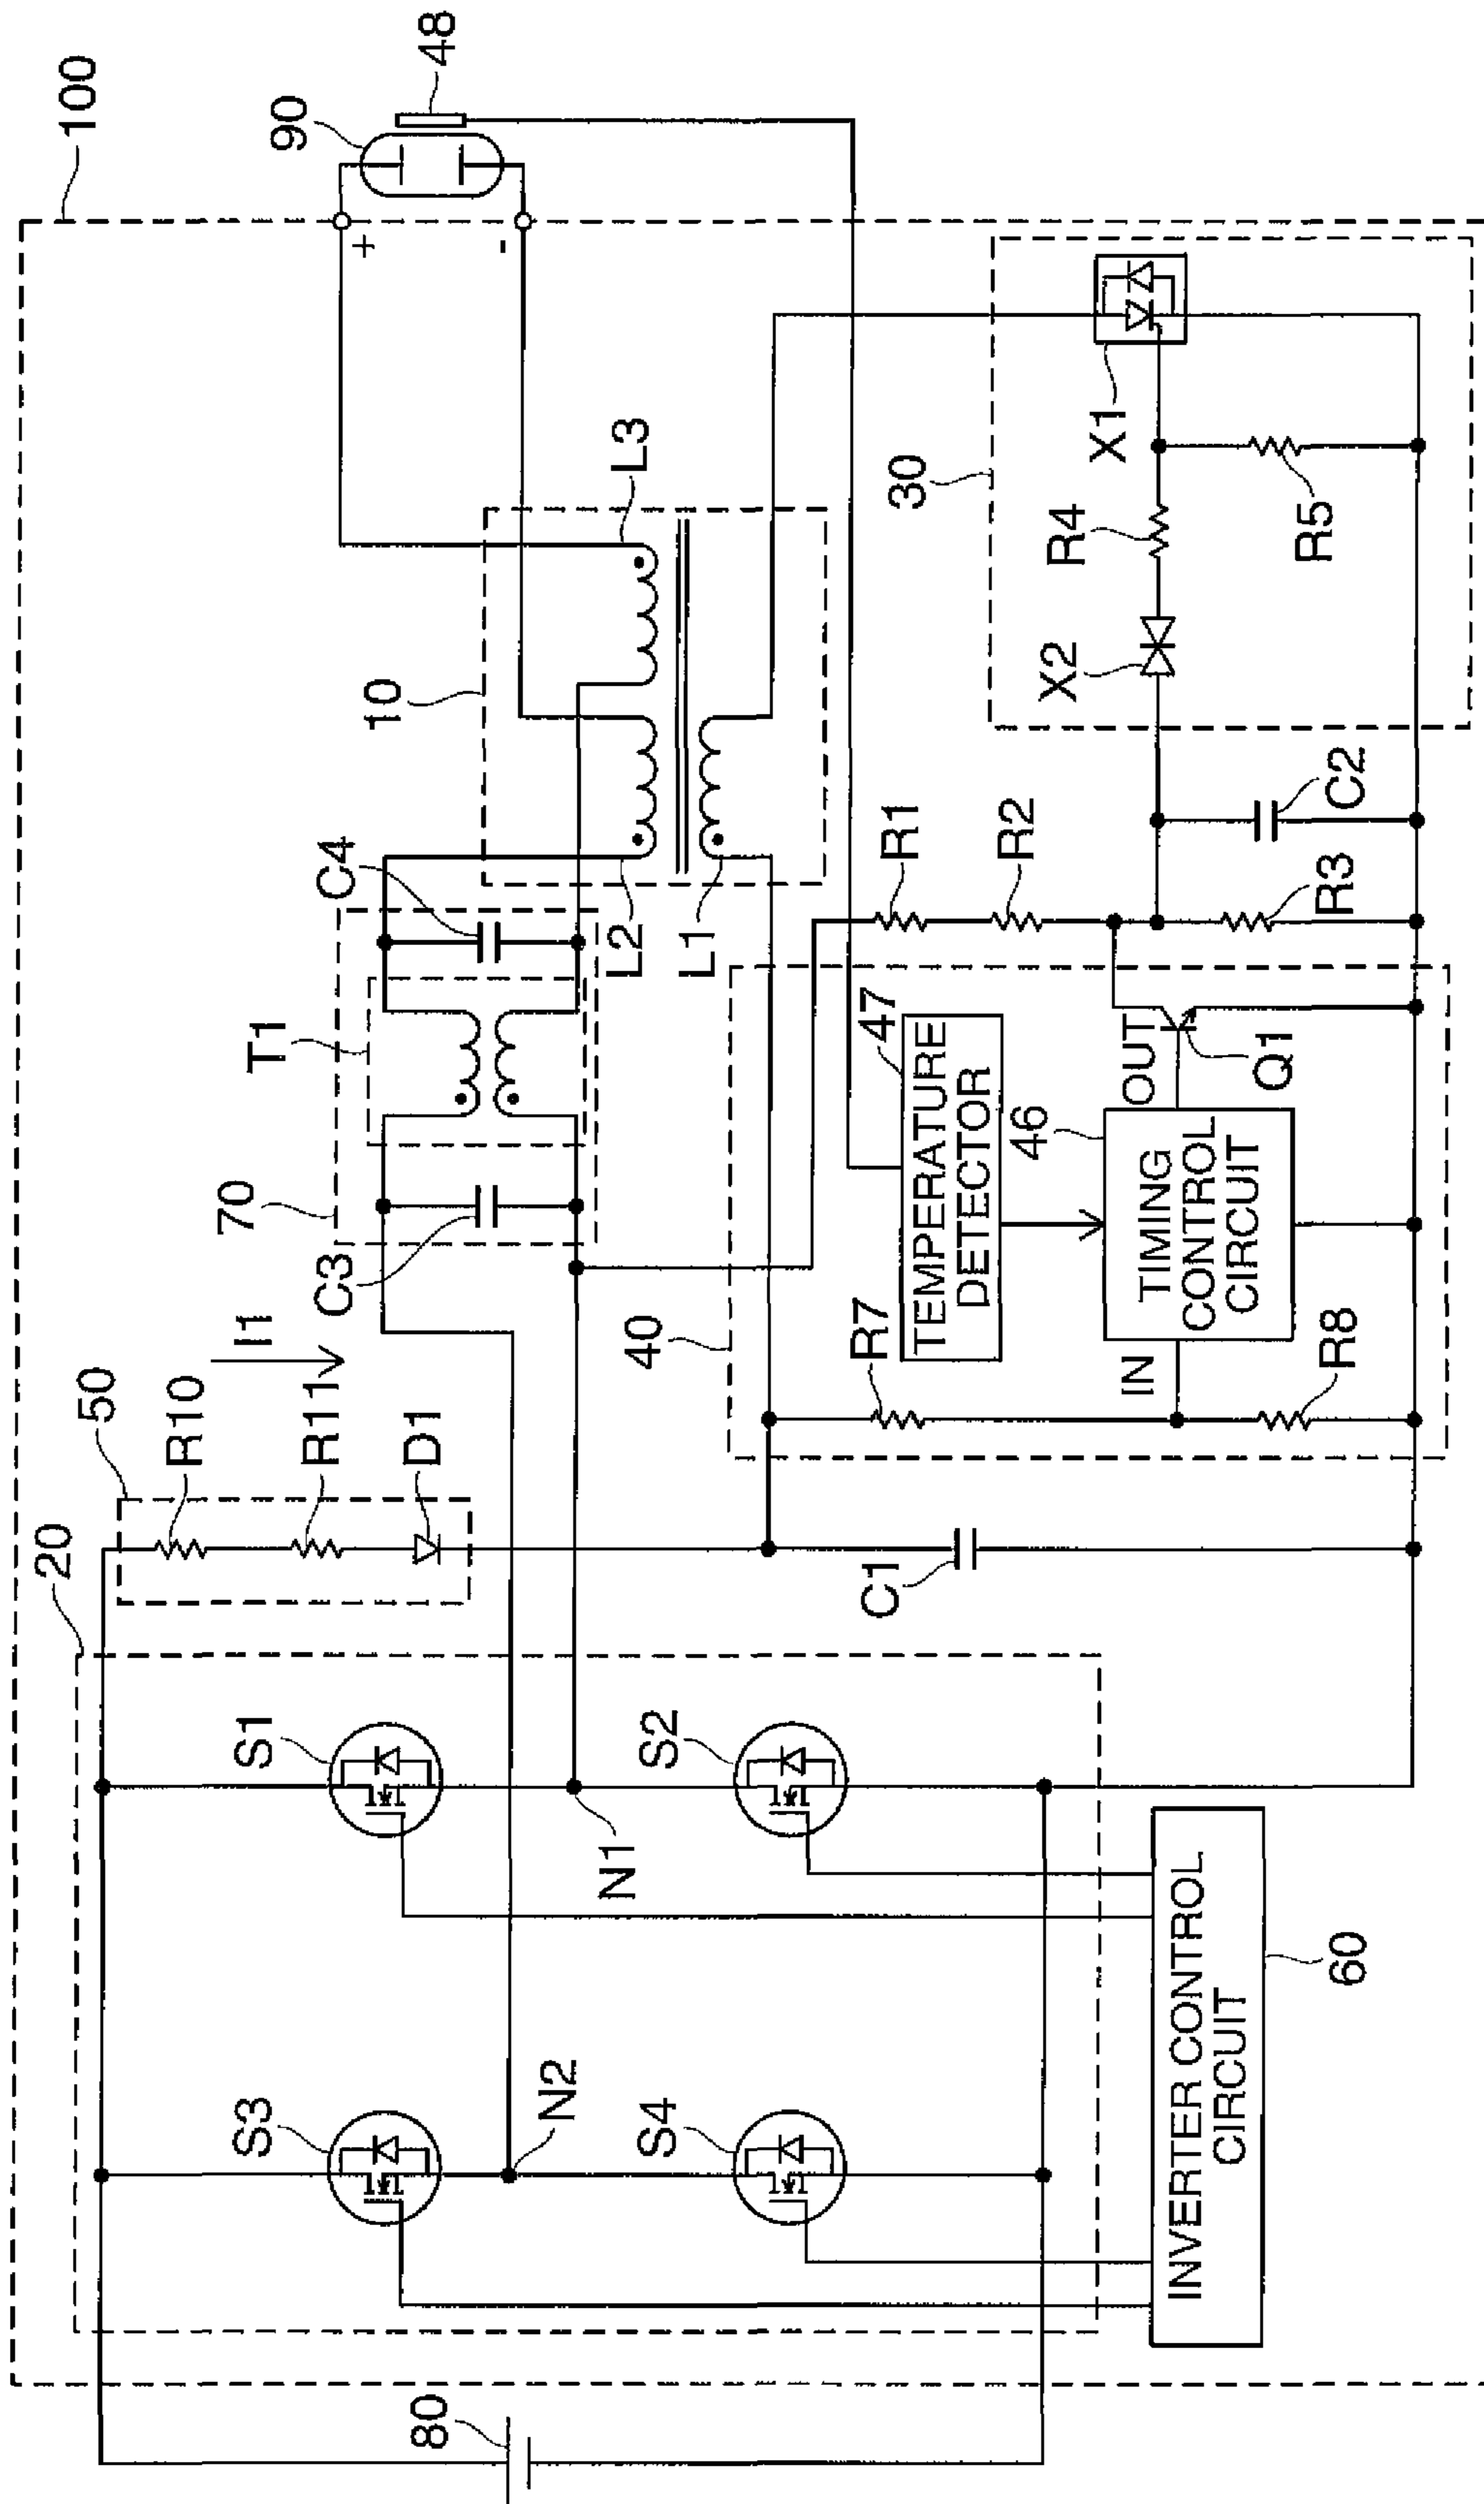 100
20
50
R10
I1
70
T1
10
90
48
S3
S1
R11
C3
C4
L3
D1
+
-
80
N2
N1
S4
S2
40
L2
L1
R7
47
TEMPERATURE
DETECTOR
R1
30
C1
46
OUT
R2
X2
R4
X1
IN
TIMING
CONTROL
CIRCUIT
Q1
R8
R3
C2
R5
INVERTER CONTROL
CIRCUIT
60